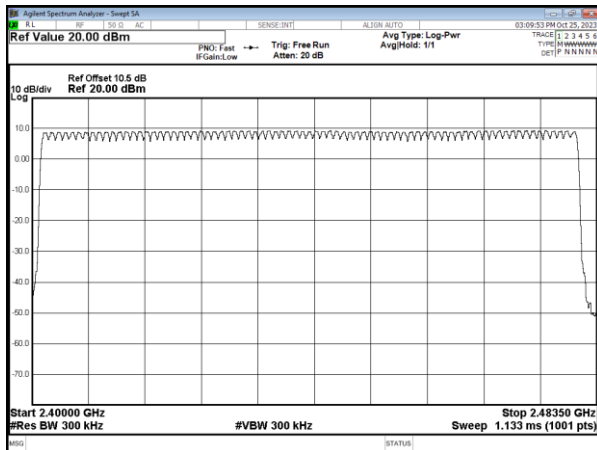 Agilent Spectrum Analyzer - Swept SA
RL RF 50 Ω AC SENSE:INT ALIGN AUTO 03:09:53 PM Oct 25, 2023
Ref Value 20.00 dBm
PNO: Fast Trig: Free Run Avg Type: Log-Pwr TRACE 1 2 3 4 5 6
IFGain:Low Atten: 20 dB Avg|Hold: 1/1 TYPE M WWWWW
DET P N N N N N
Ref Offset 10.5 dB
10 dB/div Ref 20.00 dBm
Log
10.0
0.00
-10.0
-20.0
-30.0
-40.0
-50.0
-60.0
-70.0
Start 2.40000 GHz Stop 2.48350 GHz
#Res BW 300 kHz #VBW 300 kHz Sweep 1.133 ms (1001 pts)
MSG STATUS